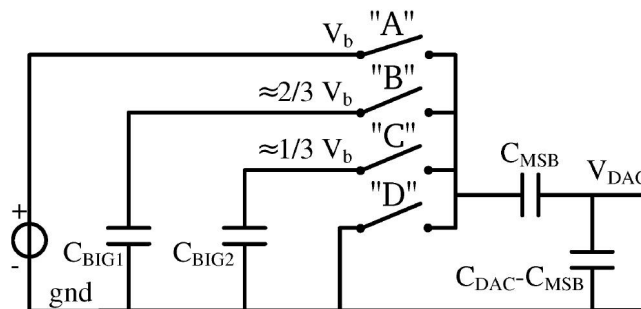 V_b "A"
≈2/3 V_b "B"
≈1/3 V_b "C"
"D"
C_MSB
V_DAC
+
-
C_BIG1
C_BIG2
C_DAC-C_MSB
gnd